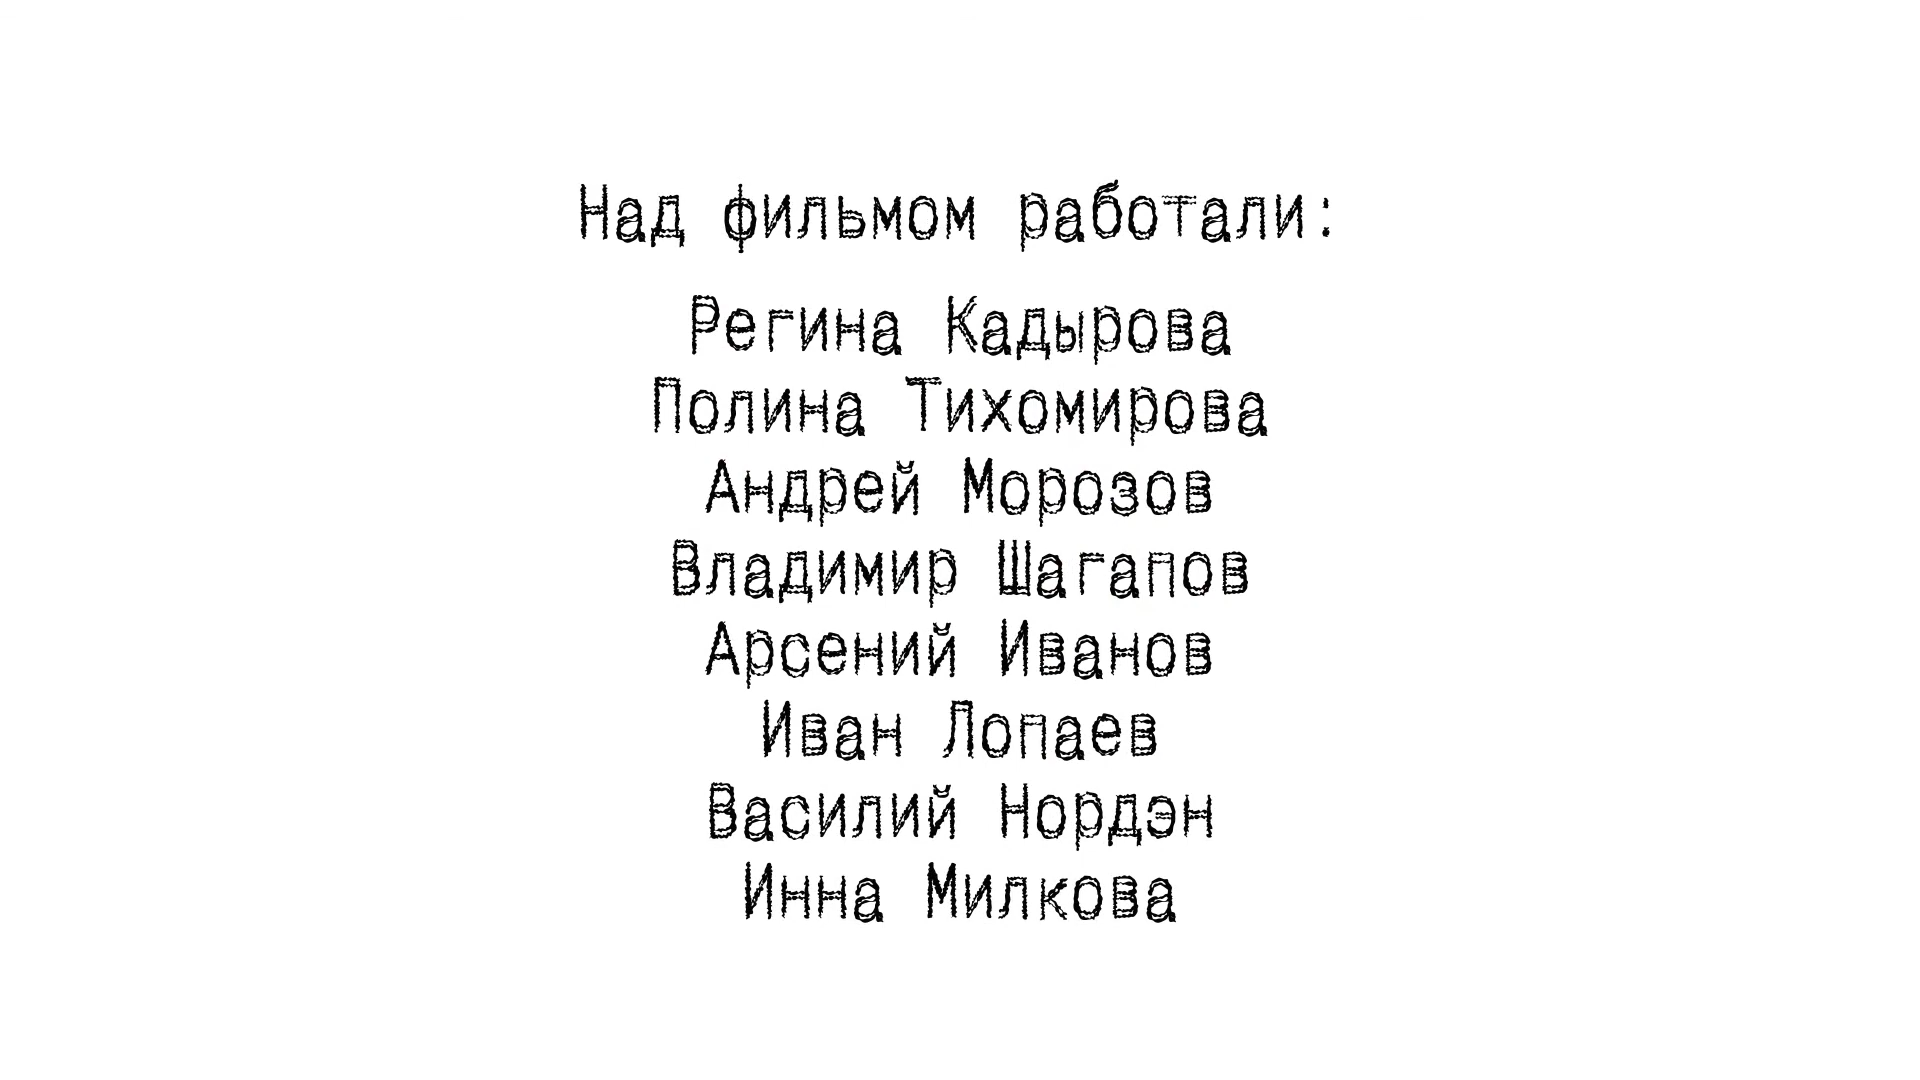 Над фильмом работали:
Регина Кадырова
Полина Тихомирова
Андрей Морозов
Владимир Шагапов
Арсений Иванов
Иван Лопаев
Василий Нордэн
Инна Милкова